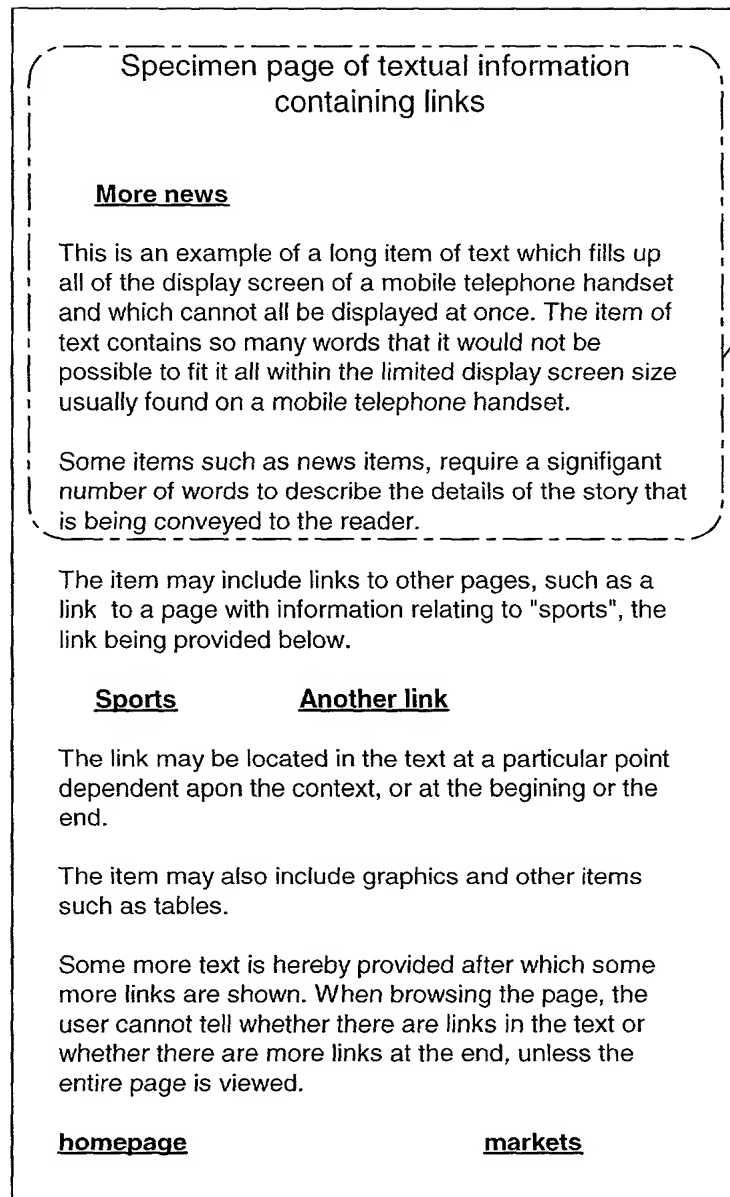 Specimen page of textual information
containing links
More news
This is an example of a long item of text which fills up
all of the display screen of a mobile telephone handset
and which cannot all be displayed at once. The item of
text contains so many words that it would not be
possible to fit it all within the limited display screen size
usually found on a mobile telephone handset.
Some items such as news items, require a signifigant
number of words to describe the details of the story that
is being conveyed to the reader.
The item may include links to other pages, such as a
link to a page with information relating to "sports", the
link being provided below.
Sports Another link
The link may be located in the text at a particular point
dependent apon the context, or at the begining or the
end.
The item may also include graphics and other items
such as tables.
Some more text is hereby provided after which some
more links are shown. When browsing the page, the
user cannot tell whether there are links in the text or
whether there are more links at the end, unless the
entire page is viewed.
homepage markets